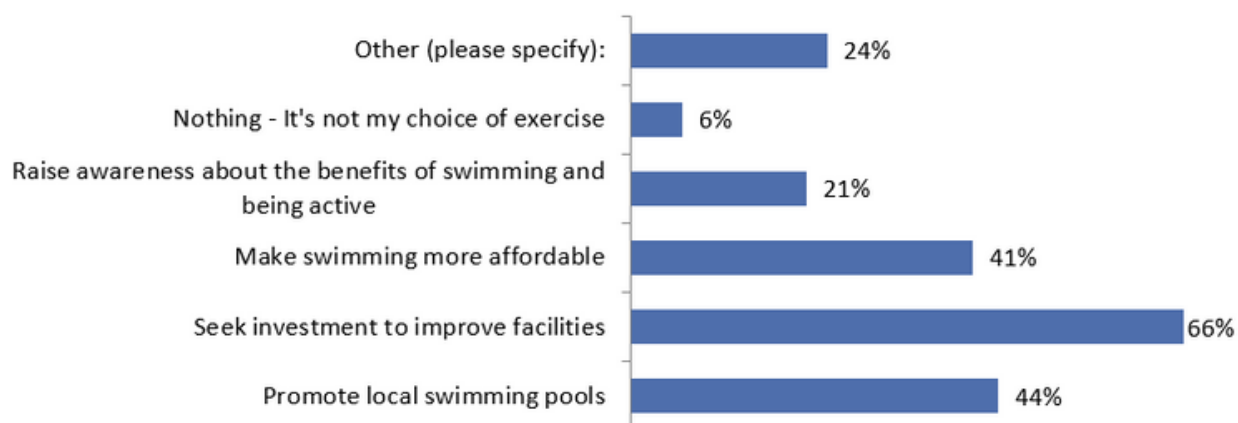 Other (please specify): 24%
Nothing - It's not my choice of exercise 6%
Raise awareness about the benefits of swimming and
being active 21%
Make swimming more affordable 41%
Seek investment to improve facilities 66%
Promote local swimming pools 44%